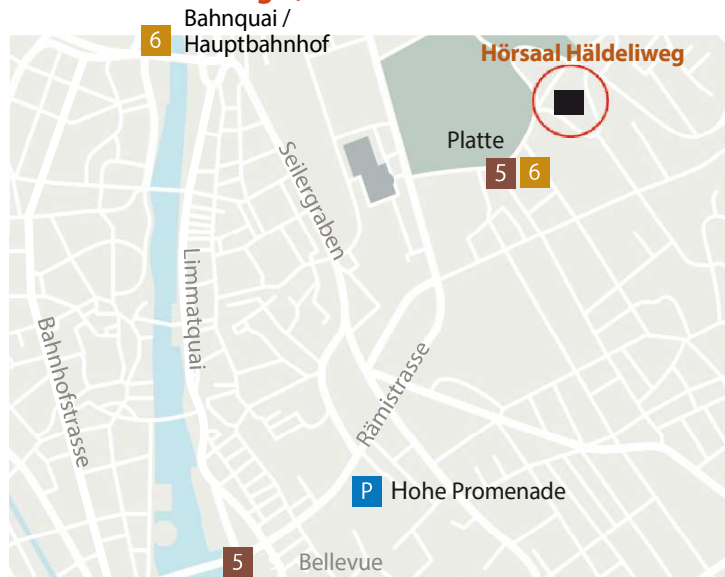 Bahnquai /
6 Hauptbahnhof
Hörsaal Häldeliweg
Platte
5 6
Seilergraben
Limmatquai
Bahnhofstrasse
Rämistrasse
P Hohe Promenade
5 Bellevue